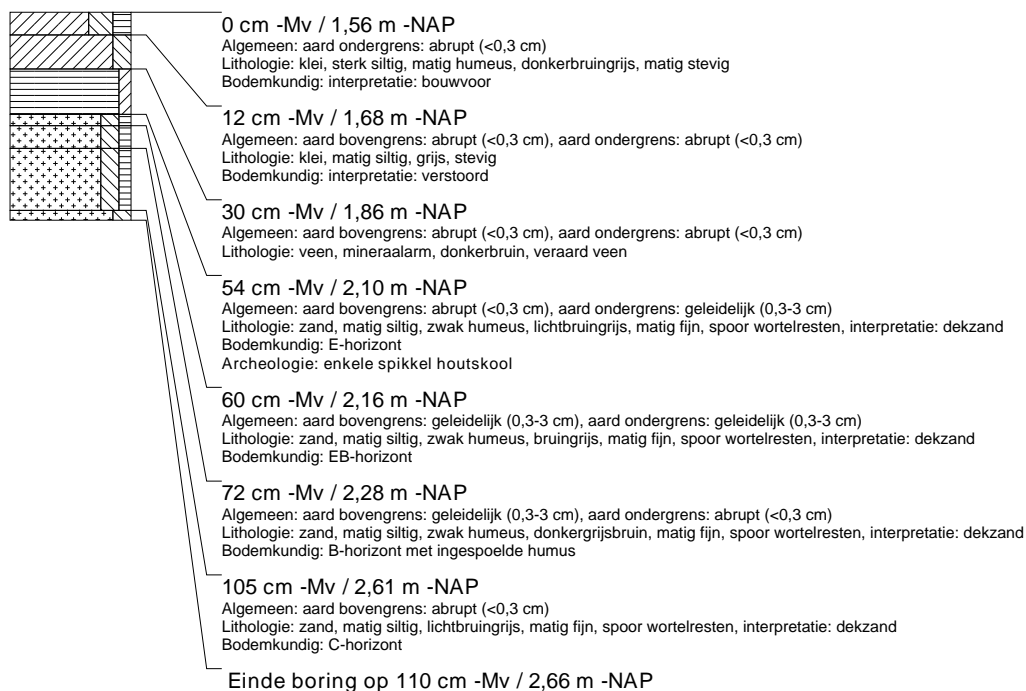 0 cm -Mv / 1,56 m -NAP
Algemeen: aard ondergrens: abrupt (<0,3 cm)
Lithologie: klei, sterk siltig, matig humeus, donkerbruingrijs, matig stevig
Bodemkundig: interpretatie: bouwvoor
12 cm -Mv / 1,68 m -NAP
Algemeen: aard bovengrens: abrupt (<0,3 cm), aard ondergrens: abrupt (<0,3 cm)
Lithologie: klei, matig siltig, grijs, stevig
Bodemkundig: interpretatie: verstoord
30 cm -Mv / 1,86 m -NAP
Algemeen: aard bovengrens: abrupt (<0,3 cm), aard ondergrens: abrupt (<0,3 cm)
Lithologie: veen, mineraalarm, donkerbruin, veraard veen
54 cm -Mv / 2,10 m -NAP
Algemeen: aard bovengrens: abrupt (<0,3 cm), aard ondergrens: geleidelijk (0,3-3 cm)
Lithologie: zand, matig siltig, zwak humeus, lichtbruingrijs, matig fijn, spoor wortelresten, interpretatie: dekzand
Bodemkundig: E-horizont
Archeologie: enkele spikkel houtskool
60 cm -Mv / 2,16 m -NAP
Algemeen: aard bovengrens: geleidelijk (0,3-3 cm), aard ondergrens: geleidelijk (0,3-3 cm)
Lithologie: zand, matig siltig, zwak humeus, bruingrijs, matig fijn, spoor wortelresten, interpretatie: dekzand
Bodemkundig: EB-horizont
72 cm -Mv / 2,28 m -NAP
Algemeen: aard bovengrens: geleidelijk (0,3-3 cm), aard ondergrens: abrupt (<0,3 cm)
Lithologie: zand, matig siltig, zwak humeus, donkergrijsbruin, matig fijn, spoor wortelresten, interpretatie: dekzand
Bodemkundig: B-horizont met ingespoelde humus
105 cm -Mv / 2,61 m -NAP
Algemeen: aard bovengrens: abrupt (<0,3 cm)
Lithologie: zand, matig siltig, lichtbruingrijs, matig fijn, spoor wortelresten, interpretatie: dekzand
Bodemkundig: C-horizont
Einde boring op 110 cm -Mv / 2,66 m -NAP